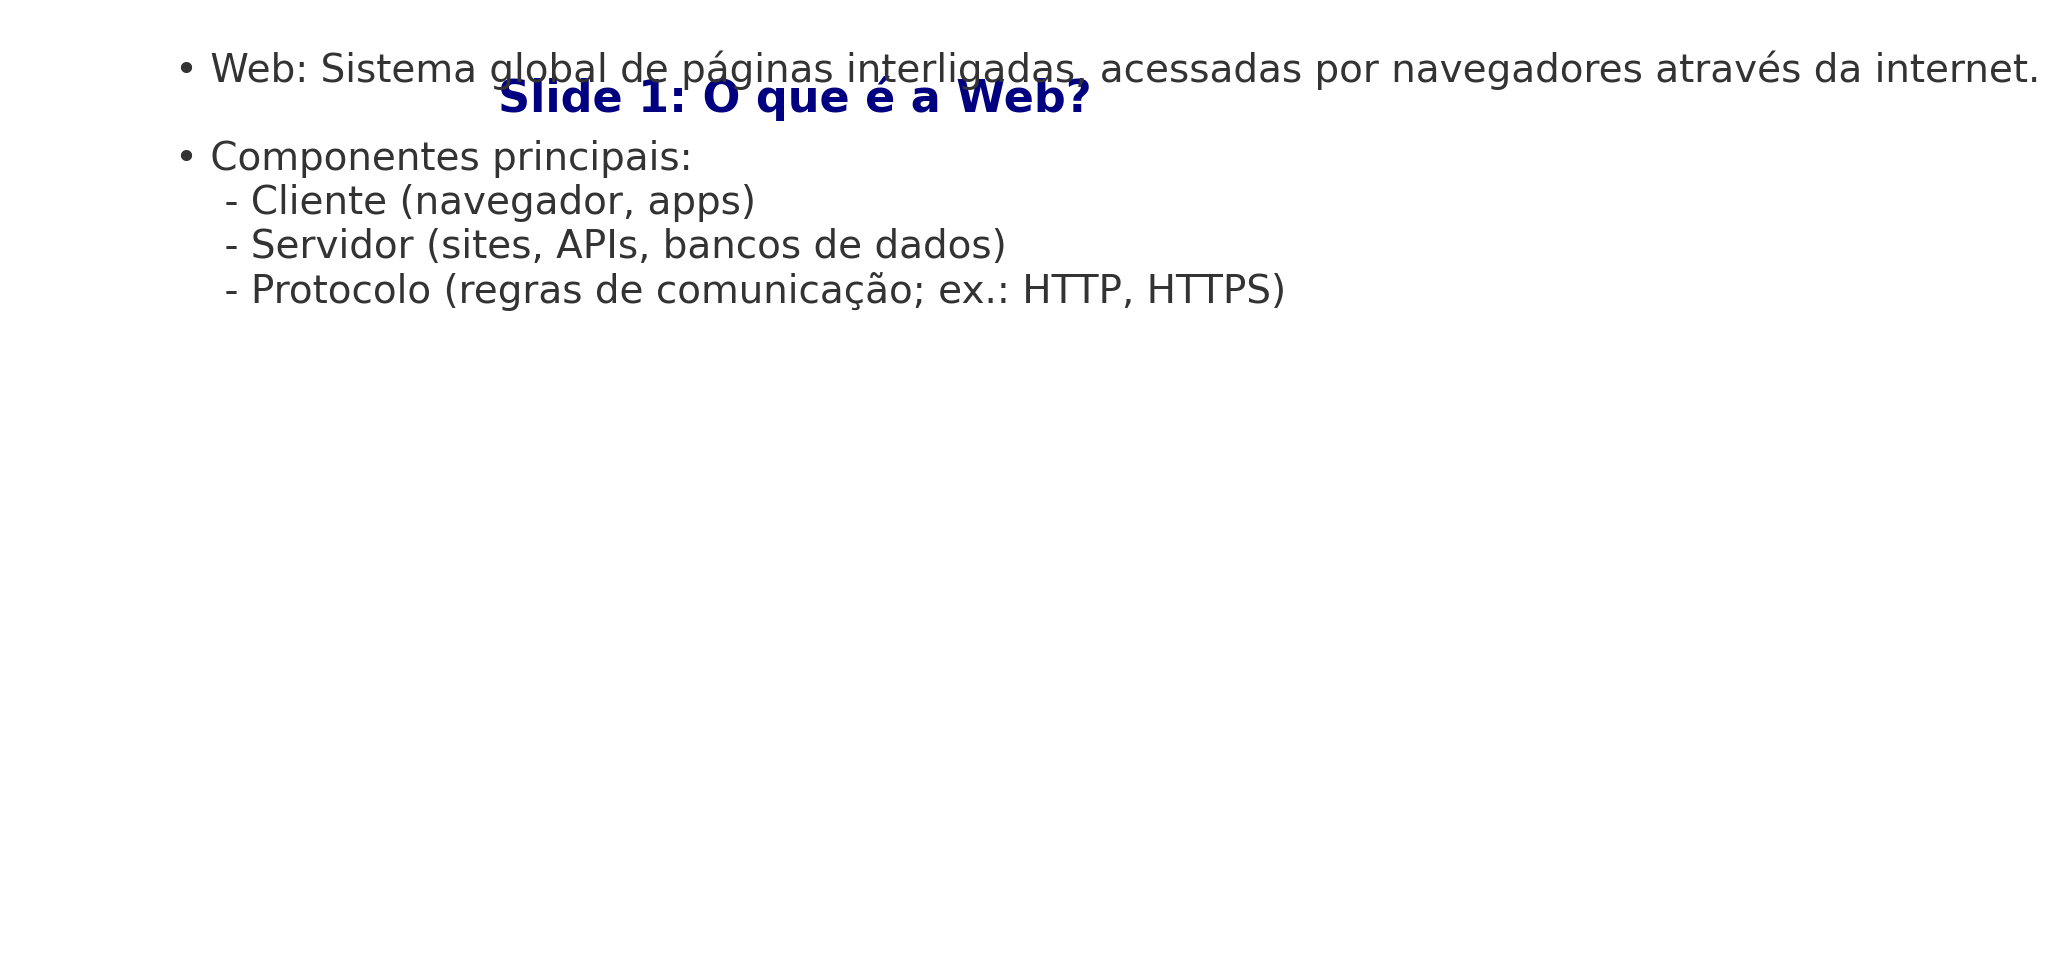 • Web: Sistema global de páginas interligadas, acessadas por navegadores através da internet.
Slide 1: O que é a Web?
• Componentes principais:
- Cliente (navegador, apps)
- Servidor (sites, APIs, bancos de dados)
- Protocolo (regras de comunicação; ex.: HTTP, HTTPS)